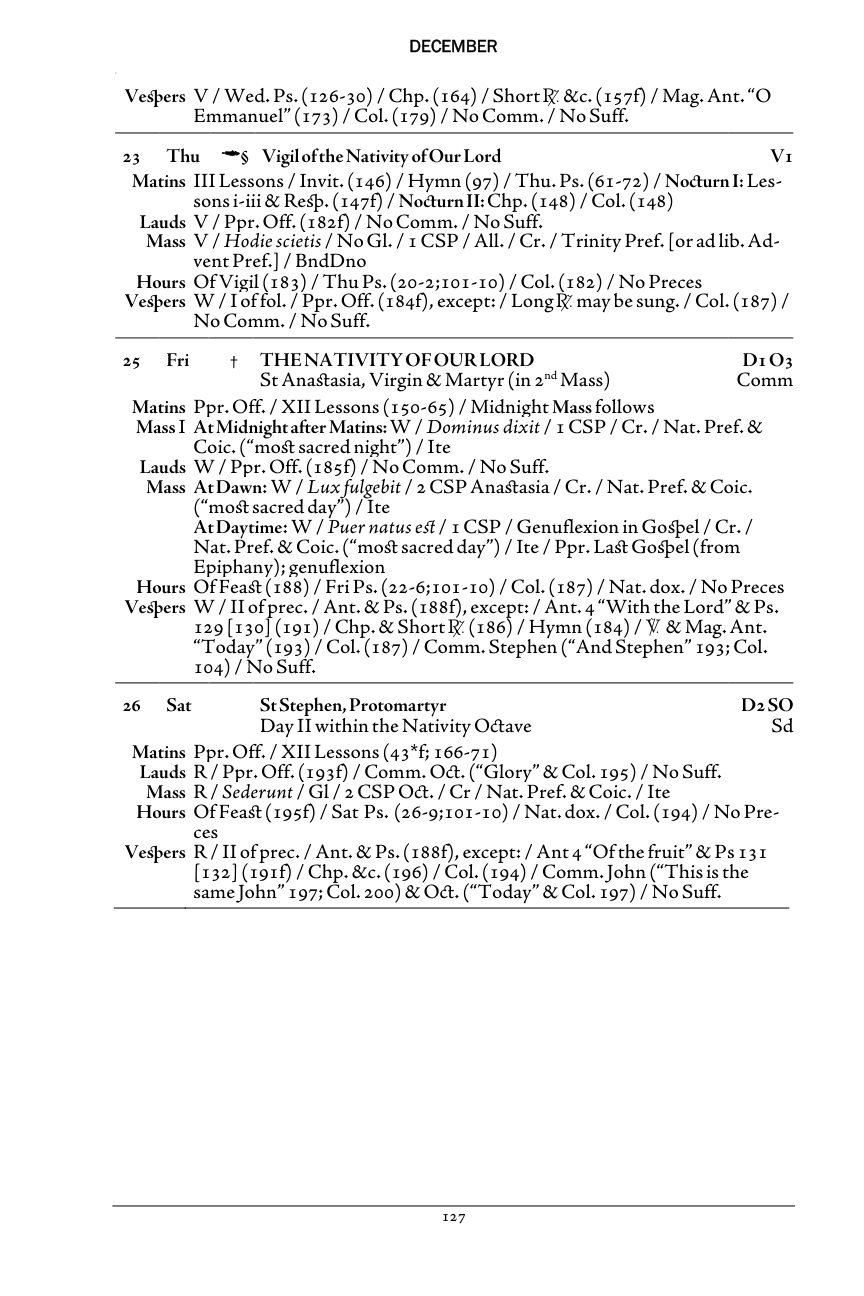 DECEMBER
Vespers V / Wed. Ps. (126-30) / Chp. (164) / Short ℟. &c. (157f) / Mag. Ant. “O
Emmanuel” (173) / Col. (179) / No Comm. / No Suff.
23 Thu § Vigil of the Nativity of Our Lord V1
Matins III Lessons / Invit. (146) / Hymn (97) / Thu. Ps. (61-72) / Nocturn I: Les-
sons i-iii & Resp. (147f) / Nocturn II: Chp. (148) / Col. (148)
Lauds V / Ppr. Off. (182f) / No Comm. / No Suff.
Mass V / Hodie scietis / No Gl. / 1 CSP / All. / Cr. / Trinity Pref. [or ad lib. Ad-
vent Pref.] / BndDno
Hours Of Vigil (183) / Thu Ps. (20-2;101-10) / Col. (182) / No Preces
Vespers W / I of fol. / Ppr. Off. (184f), except: / Long ℟. may be sung. / Col. (187) /
No Comm. / No Suff.
25 Fri † THE NATIVITY OF OUR LORD D1 O3
St Anastasia, Virgin & Martyr (in 2nd Mass) Comm
Matins Ppr. Off. / XII Lessons (150-65) / Midnight Mass follows
Mass I At Midnight after Matins: W / Dominus dixit / 1 CSP / Cr. / Nat. Pref. &
Coic. (“most sacred night”) / Ite
Lauds W / Ppr. Off. (185f) / No Comm. / No Suff.
Mass At Dawn: W / Lux fulgebit / 2 CSP Anastasia / Cr. / Nat. Pref. & Coic.
(“most sacred day”) / Ite
At Daytime: W / Puer natus est / 1 CSP / Genuflexion in Gospel / Cr. /
Nat. Pref. & Coic. (“most sacred day”) / Ite / Ppr. Last Gospel (from
Epiphany); genuflexion
Hours Of Feast (188) / Fri Ps. (22-6;101-10) / Col. (187) / Nat. dox. / No Preces
Vespers W / II of prec. / Ant. & Ps. (188f), except: / Ant. 4 “With the Lord” & Ps.
129 [130] (191) / Chp. & Short ℟. (186) / Hymn (184) / ℣. & Mag. Ant.
“Today” (193) / Col. (187) / Comm. Stephen (“And Stephen” 193; Col.
104) / No Suff.
26 Sat St Stephen, Protomartyr D2 SO
Day II within the Nativity Octave Sd
Matins Ppr. Off. / XII Lessons (43*f; 166-71)
Lauds R / Ppr. Off. (193f) / Comm. Oct. (“Glory” & Col. 195) / No Suff.
Mass R / Sederunt / Gl / 2 CSP Oct. / Cr / Nat. Pref. & Coic. / Ite
Hours Of Feast (195f) / Sat Ps. (26-9;101-10) / Nat. dox. / Col. (194) / No Pre-
ces
Vespers R / II of prec. / Ant. & Ps. (188f), except: / Ant 4 “Of the fruit” & Ps 131
[132] (191f) / Chp. &c. (196) / Col. (194) / Comm. John (“This is the
same John” 197; Col. 200) & Oct. (“Today” & Col. 197) / No Suff.
127